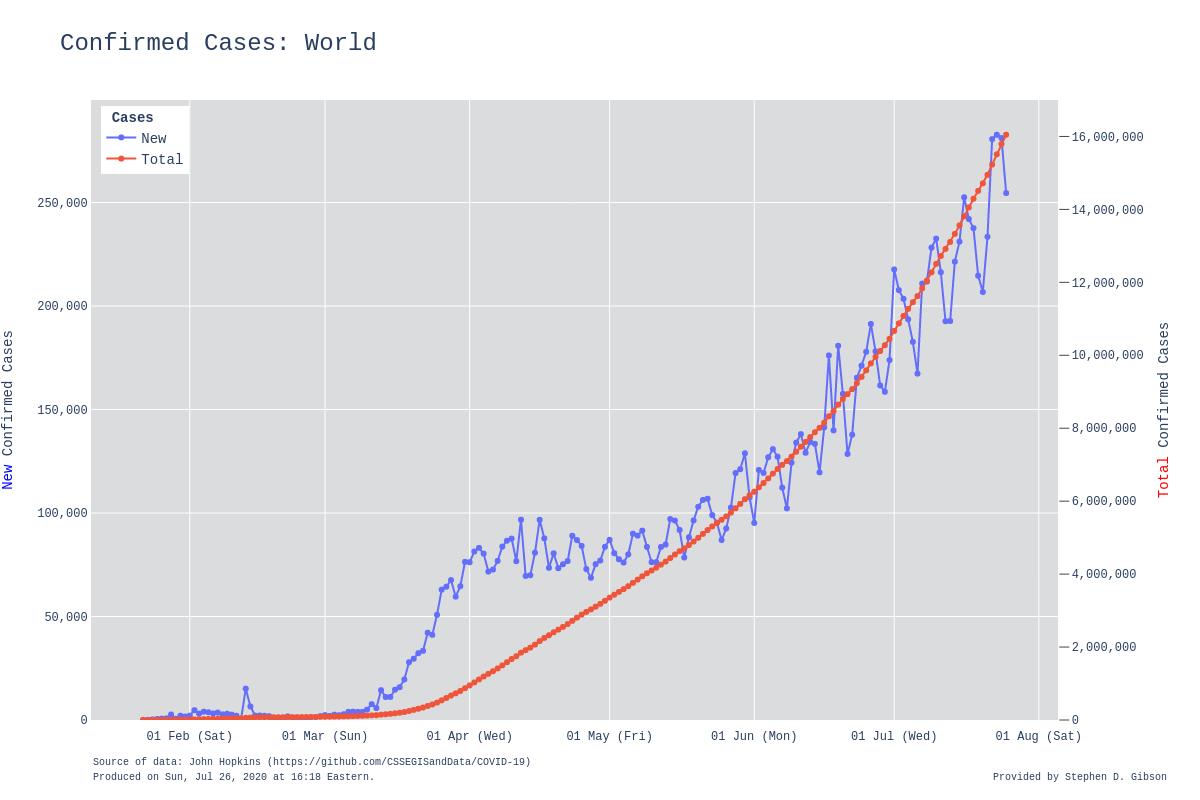 Confirmed Cases: World
Cases
New
Total
250,000
200,000
150,000
100,000
50,000
0
New Confirmed Cases
16,000,000
14,000,000
12,000,000
10,000,000
8,000,000
6,000,000
4,000,000
2,000,000
0
Total Confirmed Cases
01 Feb (Sat) 01 Mar (Sun) 01 Apr (Wed) 01 May (Fri) 01 Jun (Mon) 01 Jul (Wed) 01 Aug (Sat)
Source of data: John Hopkins (https://github.com/CSSEGISandData/COVID-19)
Produced on Sun, Jul 26, 2020 at 16:18 Eastern.
Provided by Stephen D. Gibson